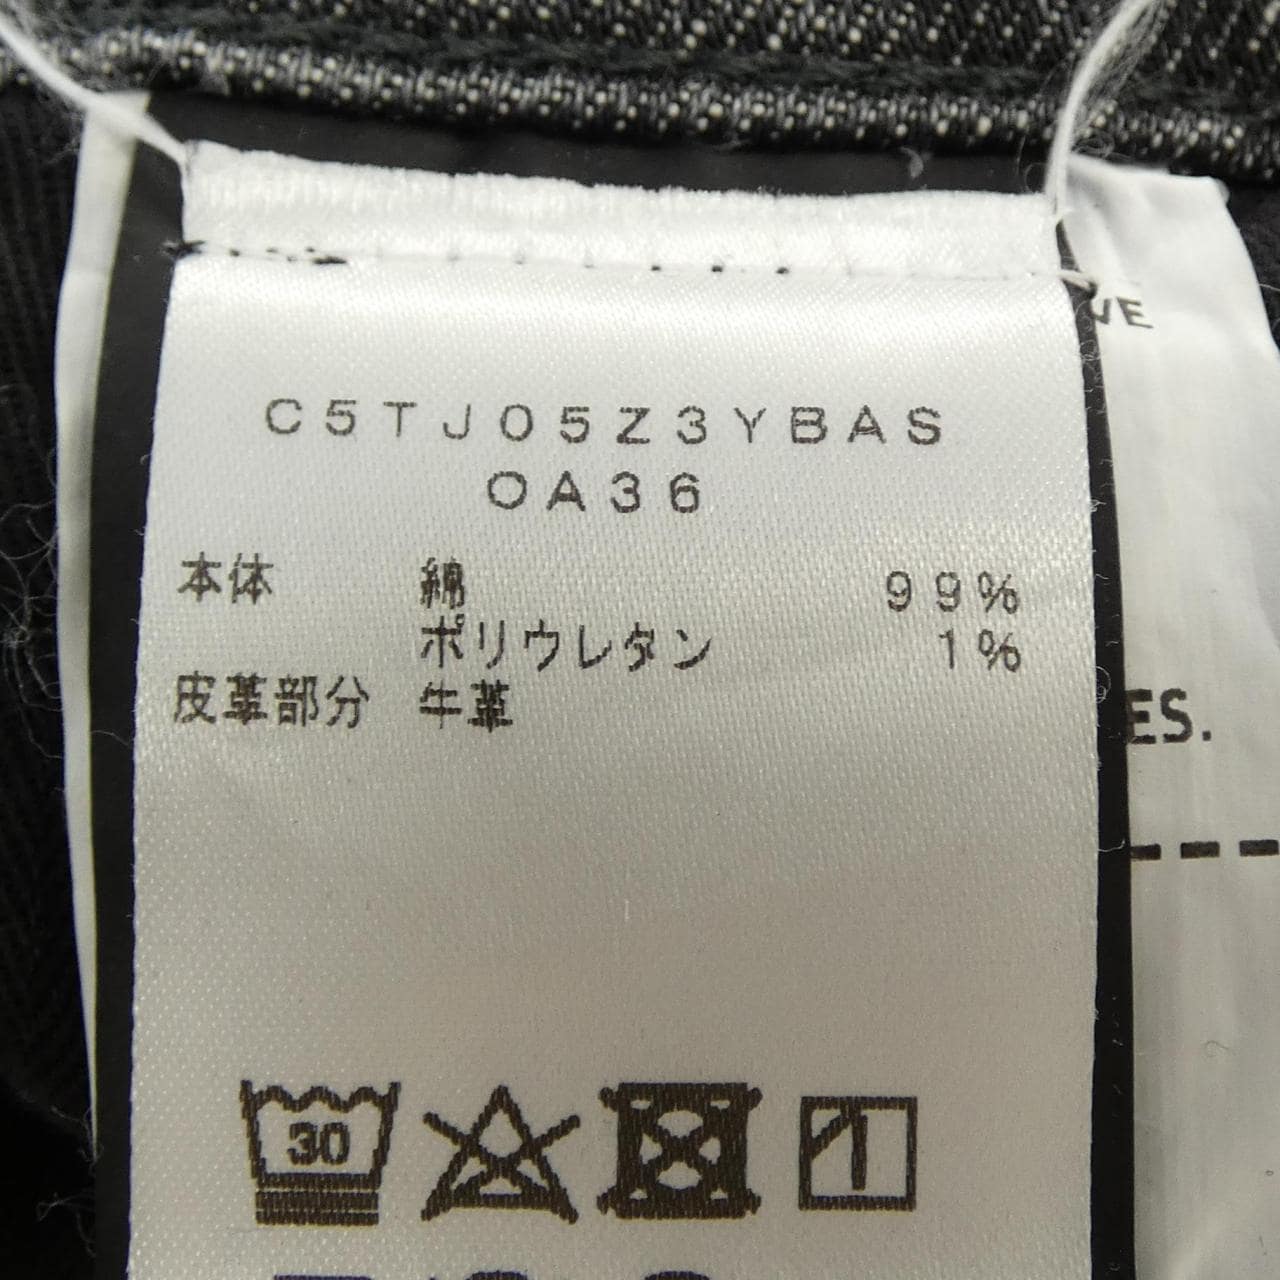 C5TJ05Z3YBAS
0A36
本体 綿 99%
ポリウレタン 1%
皮革部分 牛革
VE
ES.
30